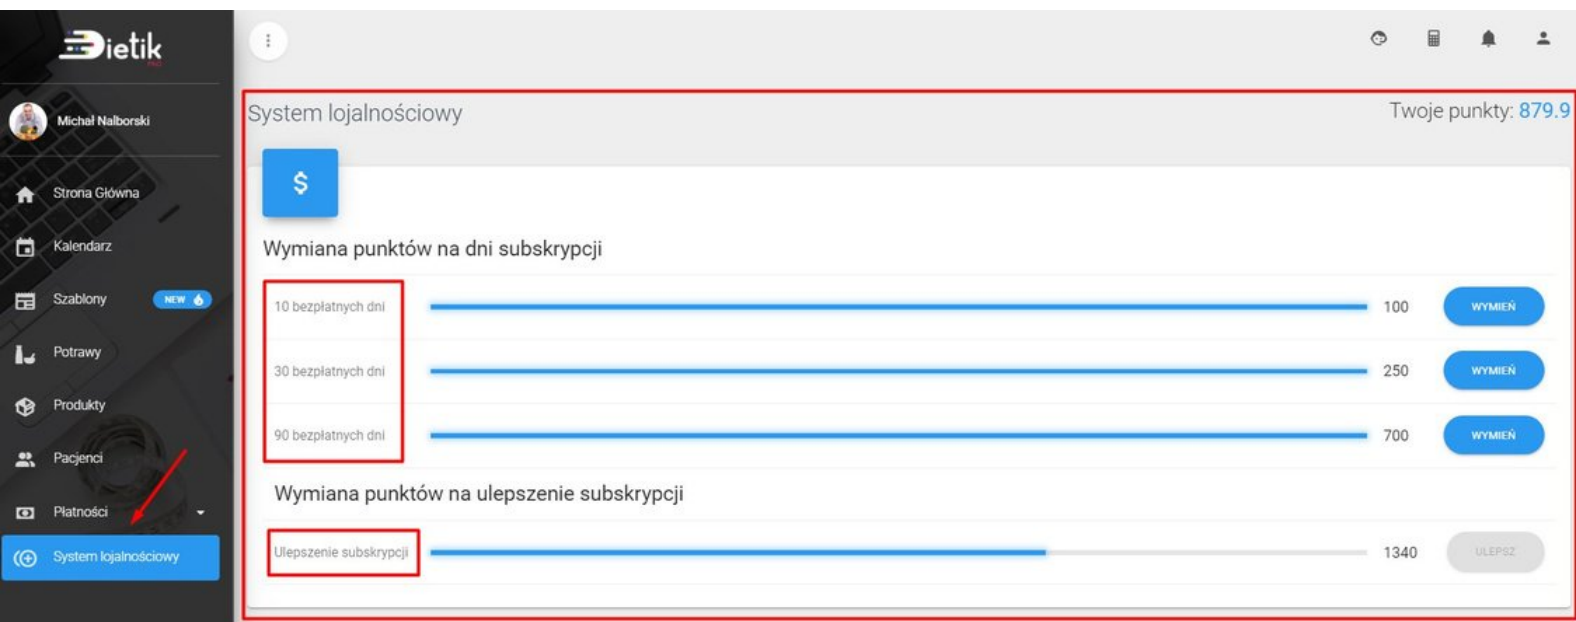 Dietik
PRO
Michał Nalborski
Strona Główna
Kalendarz
Szablony NEW
Potrawy
Produkty
Pacjenci
Płatności
System lojalnościowy
System lojalnościowy
Twoje punkty: 879.9
$
Wymiana punktów na dni subskrypcji
10 bezpłatnych dni 100 WYMIEŃ
30 bezpłatnych dni 250 WYMIEŃ
90 bezpłatnych dni 700 WYMIEŃ
Wymiana punktów na ulepszenie subskrypcji
Ulepszenie subskrypcji 1340 ULEPSZ